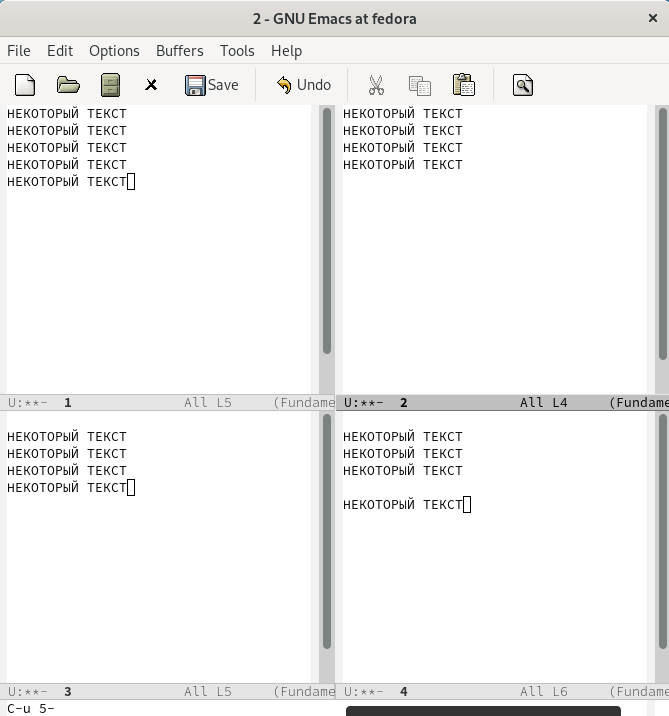 2 - GNU Emacs at fedora
File Edit Options Buffers Tools Help
Save Undo
НЕКОТОРЫЙ ТЕКСТ
НЕКОТОРЫЙ ТЕКСТ
НЕКОТОРЫЙ ТЕКСТ
НЕКОТОРЫЙ ТЕКСТ
НЕКОТОРЫЙ ТЕКСТ
U:**- 1 All L5 (Fundame
НЕКОТОРЫЙ ТЕКСТ
НЕКОТОРЫЙ ТЕКСТ
НЕКОТОРЫЙ ТЕКСТ
НЕКОТОРЫЙ ТЕКСТ
U:**- 2 All L4 (Fundame
НЕКОТОРЫЙ ТЕКСТ
НЕКОТОРЫЙ ТЕКСТ
НЕКОТОРЫЙ ТЕКСТ
НЕКОТОРЫЙ ТЕКСТ
U:**- 3 All L5 (Fundame
НЕКОТОРЫЙ ТЕКСТ
НЕКОТОРЫЙ ТЕКСТ
НЕКОТОРЫЙ ТЕКСТ
НЕКОТОРЫЙ ТЕКСТ
U:**- 4 All L6 (Fundame
C-u 5-